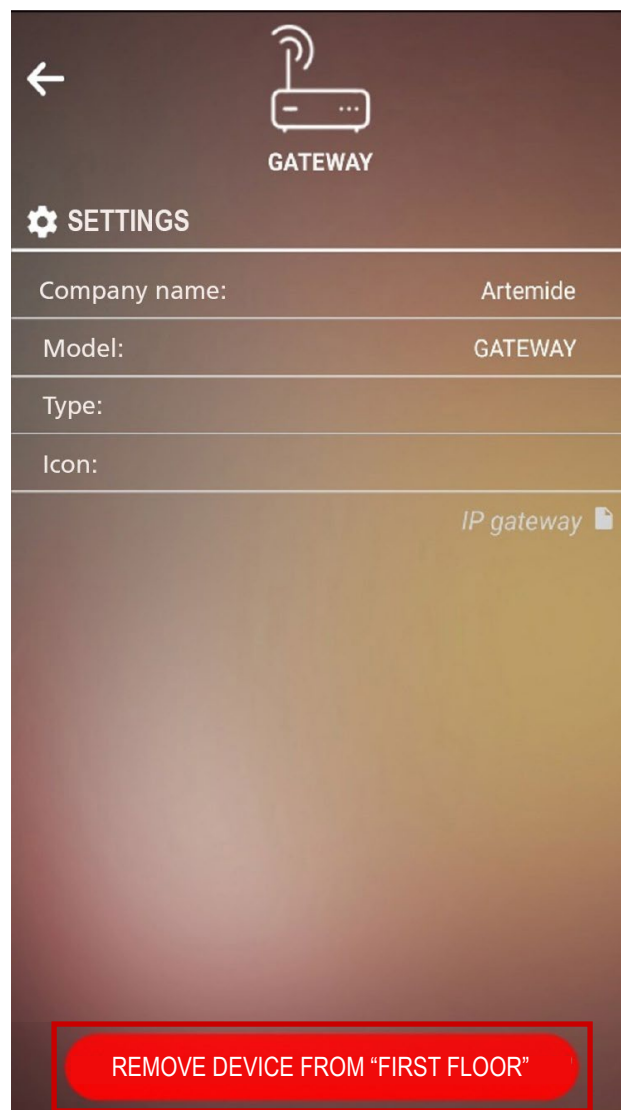 GATEWAY
SETTINGS
Company name: Artemide
Model: GATEWAY
Type:
Icon:
IP gateway
REMOVE DEVICE FROM “FIRST FLOOR”